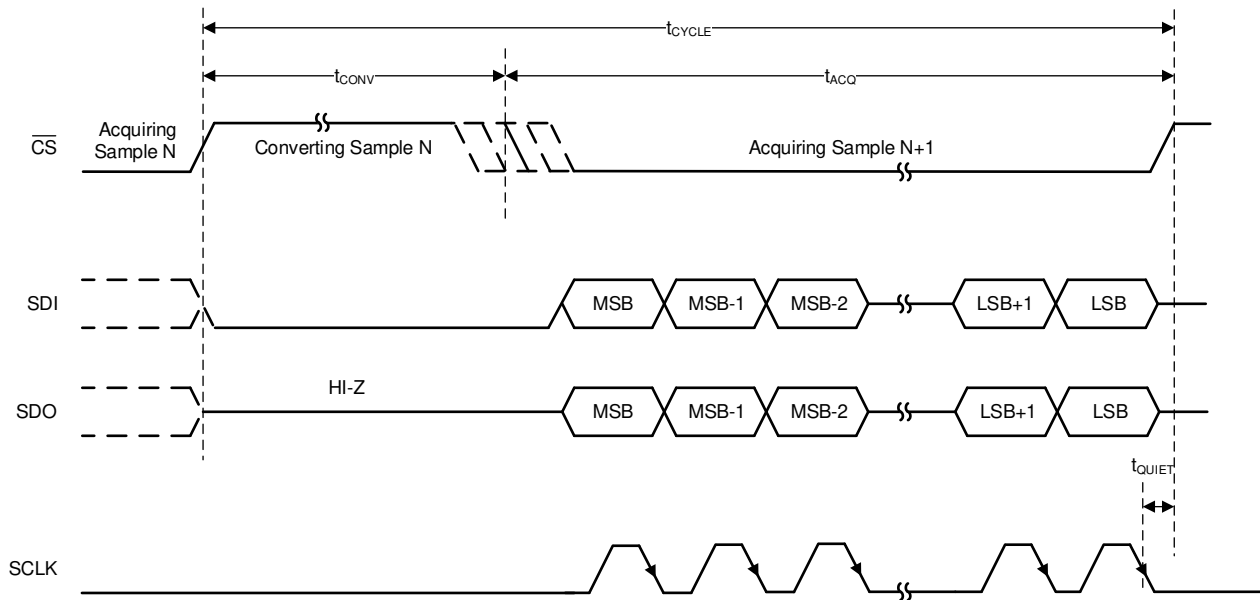 tCYCLE
tCONV
tACQ
CS
Acquiring
Sample N
Converting Sample N
Acquiring Sample N+1
SDI
MSB
MSB-1
MSB-2
LSB+1
LSB
HI-Z
SDO
MSB
MSB-1
MSB-2
LSB+1
LSB
tQUIET
SCLK